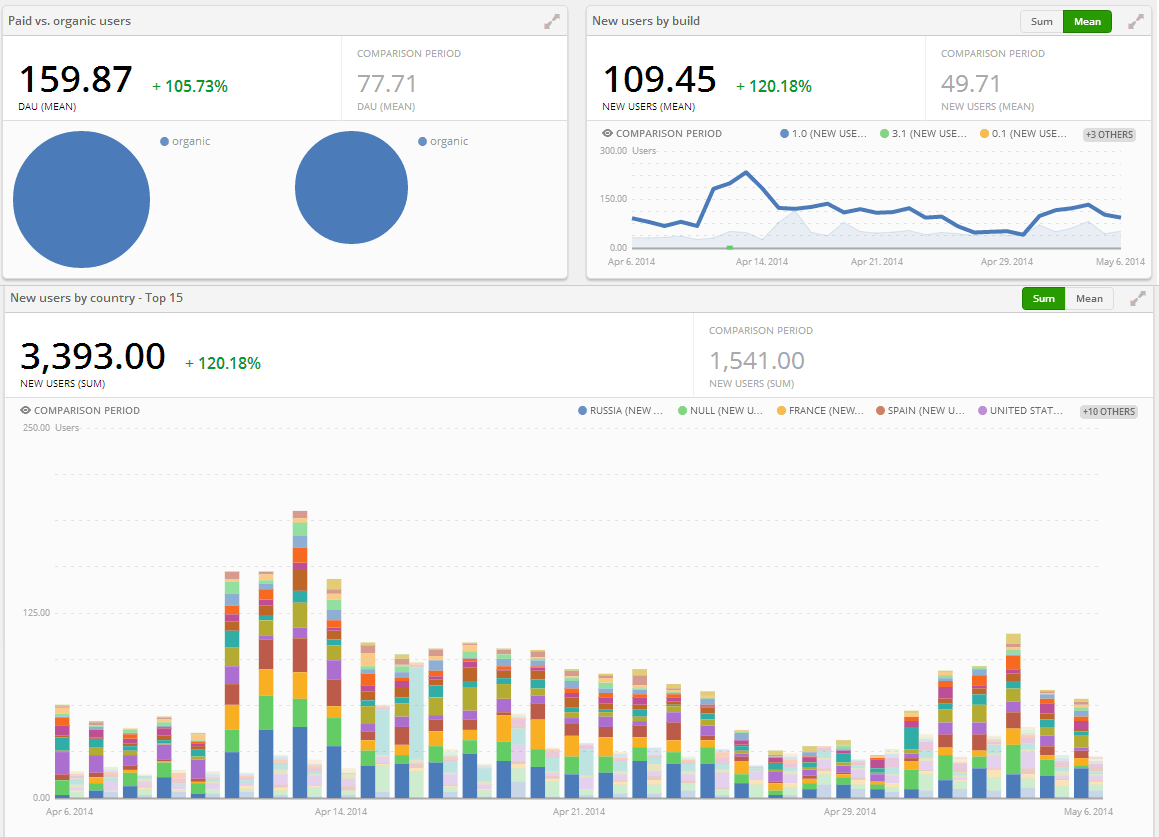 Paid vs. organic users
159.87 + 105.73%
DAU (MEAN)
COMPARISON PERIOD
77.71
DAU (MEAN)
organic
organic
New users by build
Sum Mean
109.45 + 120.18%
NEW USERS (MEAN)
COMPARISON PERIOD
49.71
NEW USERS (MEAN)
COMPARISON PERIOD 1.0 (NEW USE... 3.1 (NEW USE... 0.1 (NEW USE... +3 OTHERS
300.00 Users
150.00
0.00
Apr 6. 2014 Apr 14. 2014 Apr 21. 2014 Apr 29. 2014 May 6. 2014
New users by country - Top 15
Sum Mean
3,393.00 + 120.18%
NEW USERS (SUM)
COMPARISON PERIOD
1,541.00
NEW USERS (SUM)
COMPARISON PERIOD RUSSIA (NEW ... NULL (NEW U... FRANCE (NEW... SPAIN (NEW U... UNITED STAT... +10 OTHERS
250.00 Users
125.00
0.00
Apr 6. 2014 Apr 14. 2014 Apr 21. 2014 Apr 29. 2014 May 6. 2014